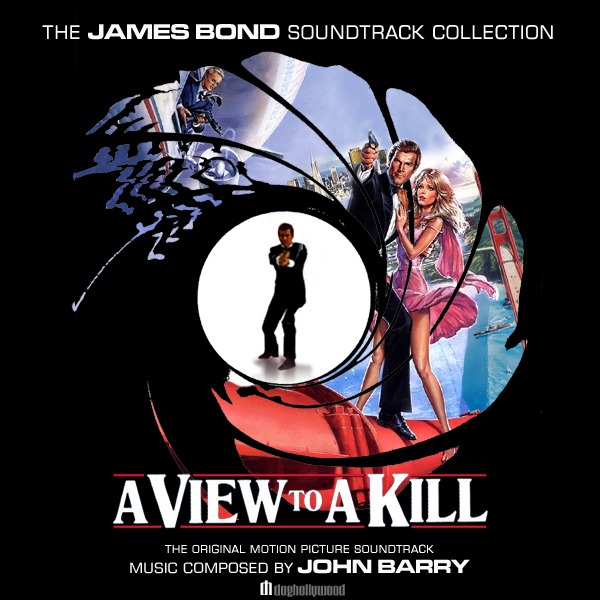 THE JAMES BOND SOUNDTRACK COLLECTION
A VIEW TO A KILL
THE ORIGINAL MOTION PICTURE SOUNDTRACK
MUSIC COMPOSED BY JOHN BARRY
doghollywood